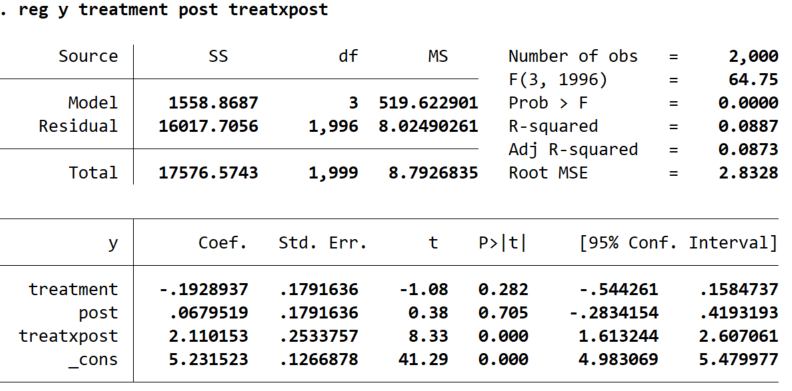 . reg y treatment post treatxpost
Source SS df MS Number of obs = 2,000
F(3, 1996) = 64.75
Model 1558.8687 3 519.622901 Prob > F = 0.0000
Residual 16017.7056 1,996 8.02490261 R-squared = 0.0887
Adj R-squared = 0.0873
Total 17576.5743 1,999 8.7926835 Root MSE = 2.8328
y Coef. Std. Err. t P>|t| [95% Conf. Interval]
treatment -.1928937 .1791636 -1.08 0.282 -.544261 .1584737
post .0679519 .1791636 0.38 0.705 -.2834154 .4193193
treatxpost 2.110153 .2533757 8.33 0.000 1.613244 2.607061
_cons 5.231523 .1266878 41.29 0.000 4.983069 5.479977